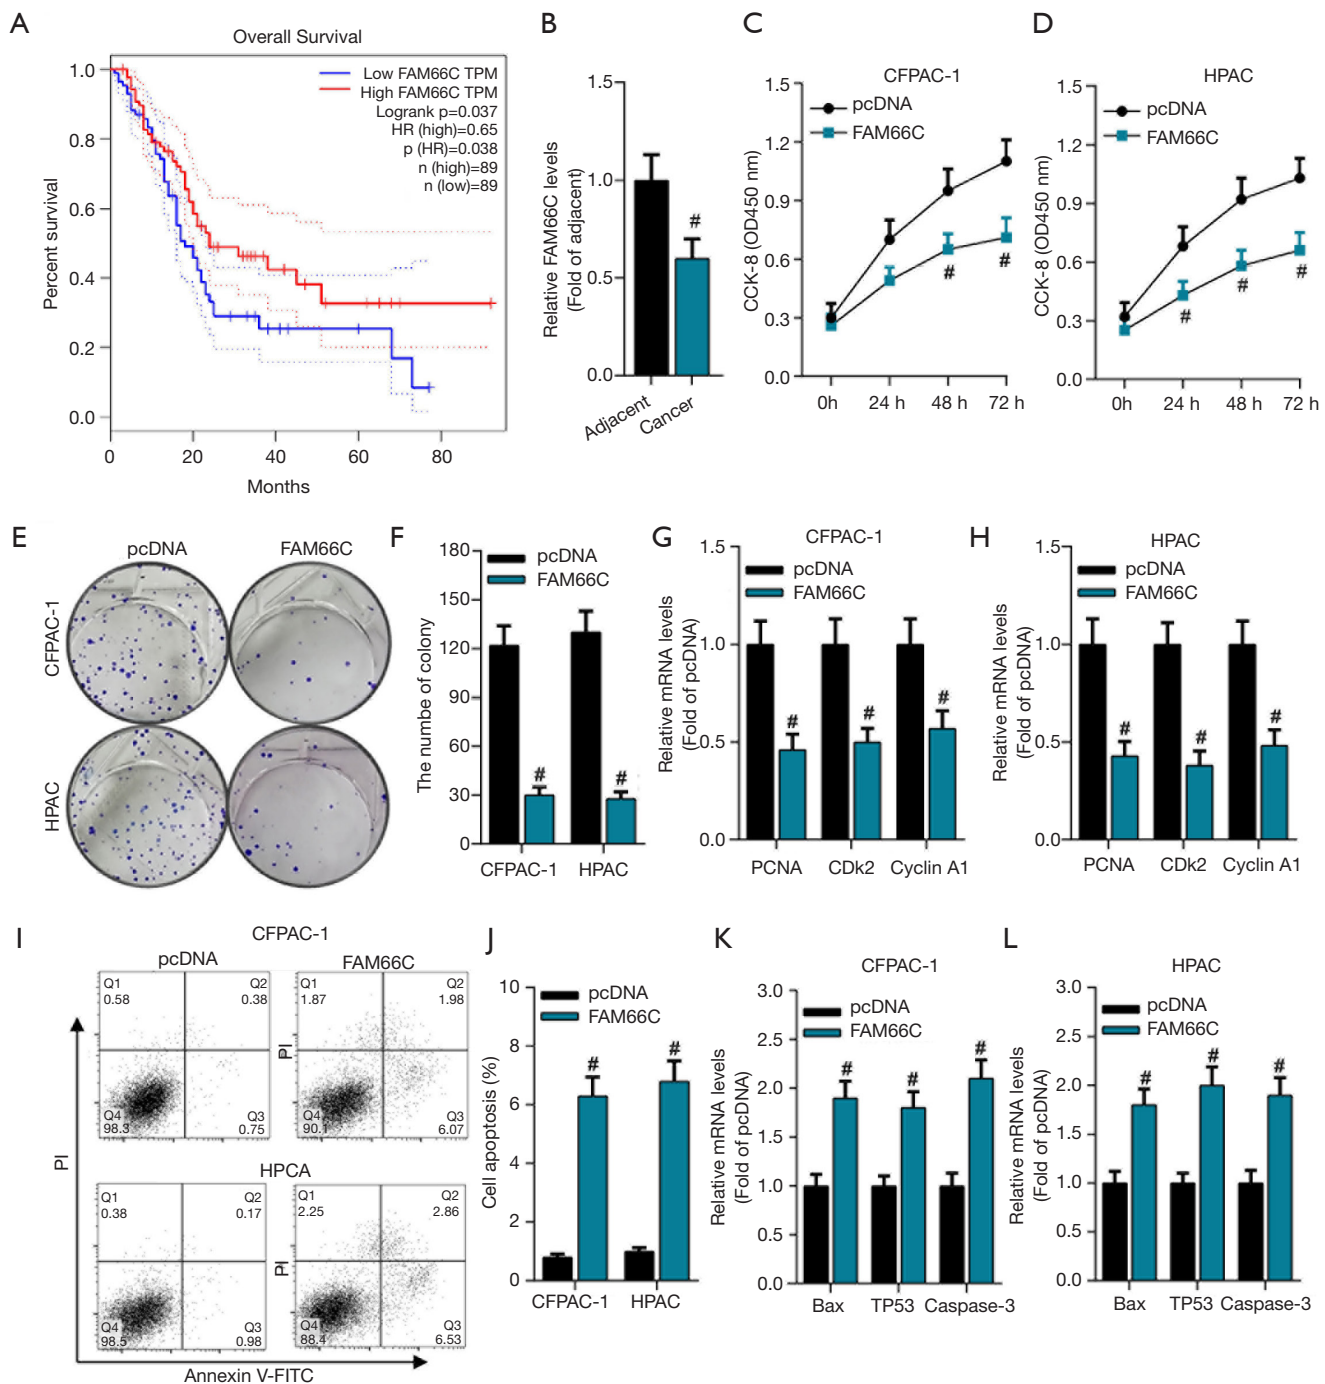 A
Overall Survival
Percent survival
1.0
0.8
0.6
0.4
0.2
0.0
Low FAM66C TPM
High FAM66C TPM
Logrank p=0.037
HR (high)=0.65
p (HR)=0.038
n (high)=89
n (low)=89
0
20
40
60
80
Months
B
Relative FAM66C levels
(Fold of adjacent)
1.5
1.0
0.5
0.0
#
Adjacent
Cancer
C
CFPAC-1
CCK-8 (OD450 nm)
1.5
1.2
0.9
0.6
0.3
0.0
pcDNA
FAM66C
#
#
0h
24 h
48 h
72 h
D
HPAC
CCK-8 (OD450 nm)
1.5
1.2
0.9
0.6
0.3
0.0
pcDNA
FAM66C
#
#
#
0h
24 h
48 h
72 h
E
pcDNA
FAM66C
CFPAC-1
HPAC
F
The numbe of colony
180
150
120
90
60
30
0
pcDNA
FAM66C
#
#
CFPAC-1
HPAC
G
CFPAC-1
Relative mRNA levels
(Fold of pcDNA)
1.5
1.0
0.5
0.0
pcDNA
FAM66C
#
#
#
PCNA
CDk2
Cyclin A1
H
HPAC
Relative mRNA levels
(Fold of pcDNA)
1.5
1.0
0.5
0.0
pcDNA
FAM66C
#
#
#
PCNA
CDk2
Cyclin A1
I
CFPAC-1
pcDNA
FAM66C
Q1
0.58
Q2
0.38
Q4
98.3
Q3
0.75
PI
Q1
1.87
Q2
1.98
Q4
90.1
Q3
6.07
HPCA
Q1
0.38
Q2
0.17
Q4
98.5
Q3
0.98
PI
Q1
2.25
Q2
2.86
Q4
88.4
Q3
6.53
PI
Annexin V-FITC
J
Cell apoptosis (%)
10
8
6
4
2
0
pcDNA
FAM66C
#
#
CFPAC-1
HPAC
K
CFPAC-1
Relative mRNA levels
(Fold of pcDNA)
3.0
2.5
2.0
1.5
1.0
0.5
0.0
pcDNA
FAM66C
#
#
#
Bax
TP53
Caspase-3
L
HPAC
Relative mRNA levels
(Fold of pcDNA)
3.0
2.5
2.0
1.5
1.0
0.5
0.0
pcDNA
FAM66C
#
#
#
Bax
TP53
Caspase-3